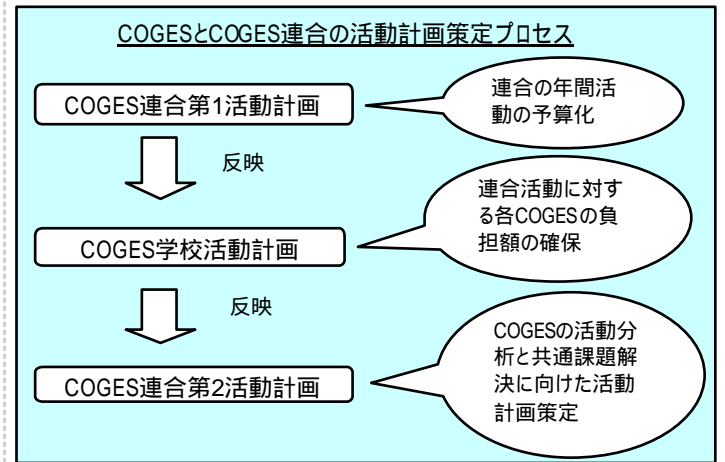 COGESとCOGES連合の活動計画策定プロセス
COGES連合第1活動計画
連合の年間活
動の予算化
反映
連合活動に対す
る各COGESの負
担額の確保
COGES学校活動計画
反映
COGESの活動分
析と共通課題解
決に向けた活動
計画策定
COGES連合第2活動計画